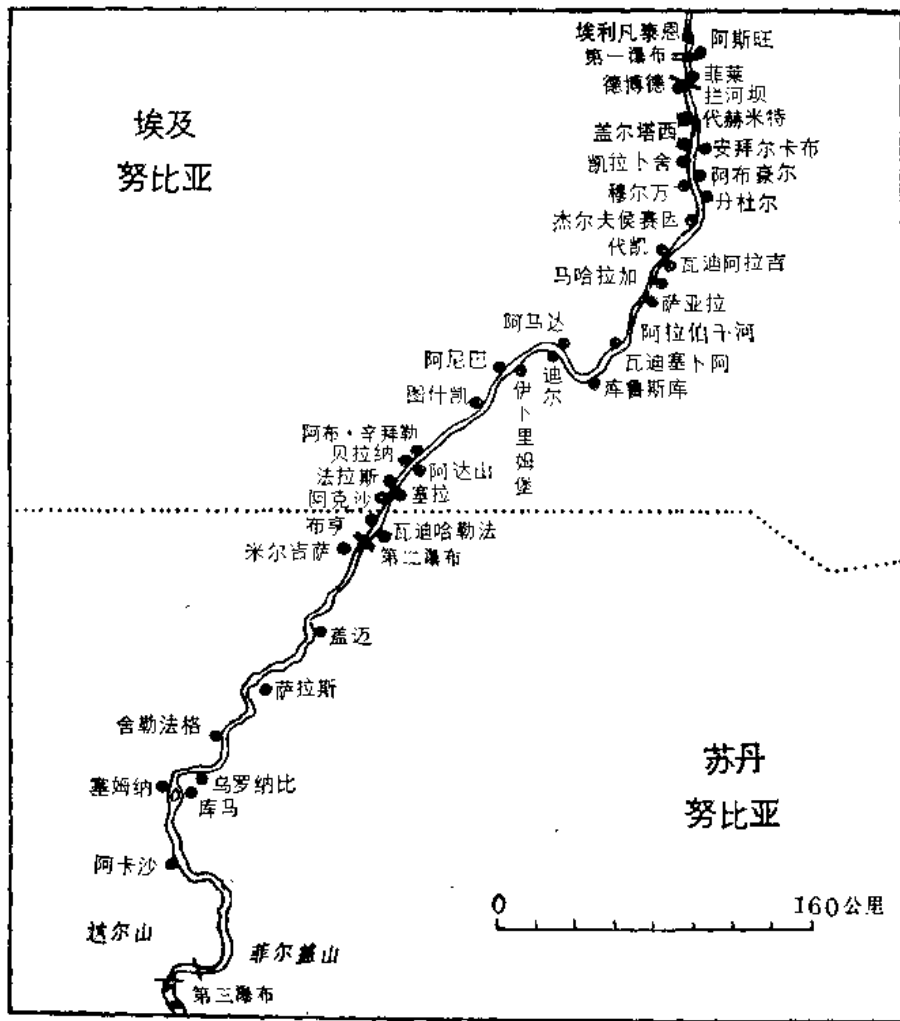 埃利凡泰恩
阿斯旺
第一瀑布
菲莱
德博德
拦河坝
代赫米特
盖尔塔西
安拜尔卡布
凯拉卜舍
阿布豪尔
穆尔万
丹杜尔
杰尔夫侯赛因
代凯
瓦迪阿拉吉
马哈拉加
萨亚拉
阿马达
阿拉伯干河
阿尼巴
迪尔
瓦迪塞卜阿
库鲁斯库
伊卜里姆堡
图什凯
阿布·辛拜勒
贝拉纳
阿达山
法拉斯
阿克沙
塞拉
布亨
瓦迪哈勒法
米尔吉萨
第二瀑布
盖迈
萨拉斯
舍勒法格
塞姆纳
乌罗纳比
库马
阿卡沙
道尔山
菲尔盖山
第三瀑布
埃及
努比亚
苏丹
努比亚
0 160公里